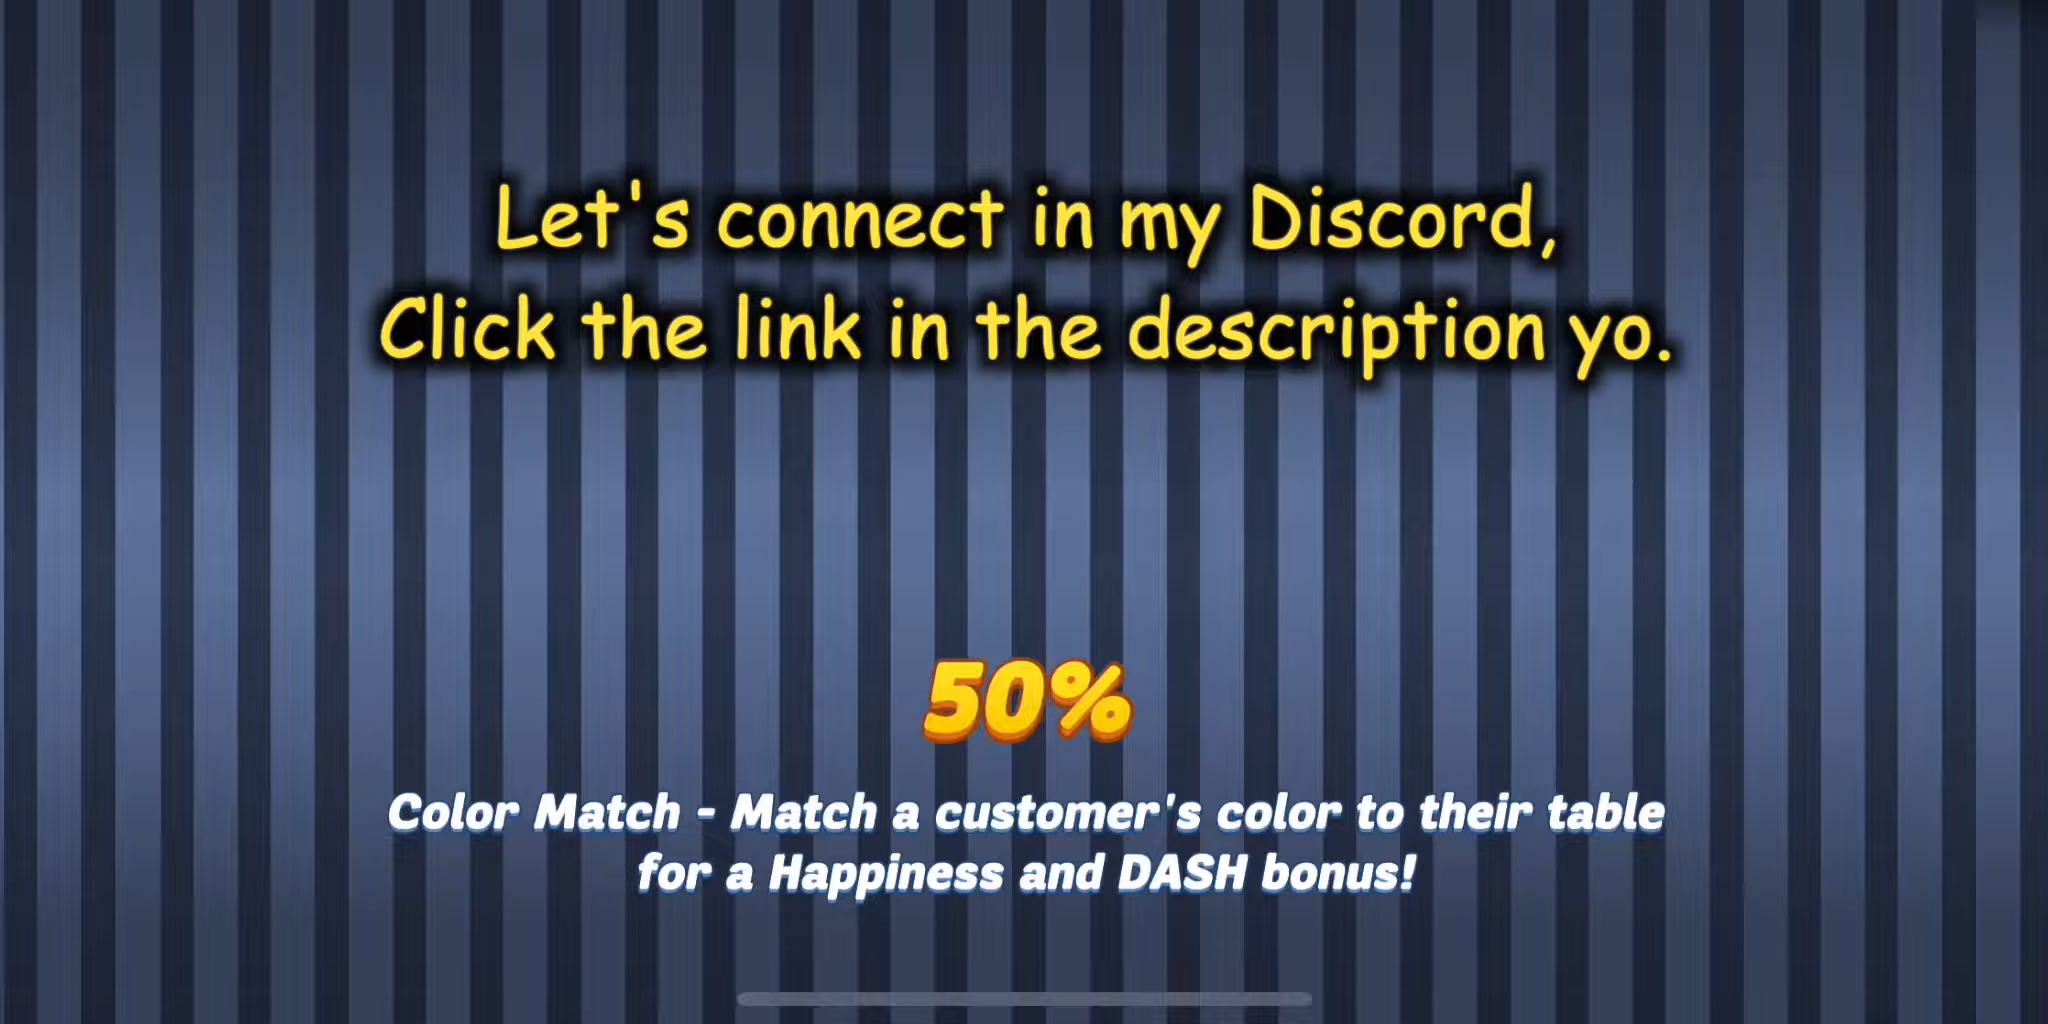 Let's connect in my Discord,
Click the link in the description yo.
50%
Color Match - Match a customer's color to their table
for a Happiness and DASH bonus!